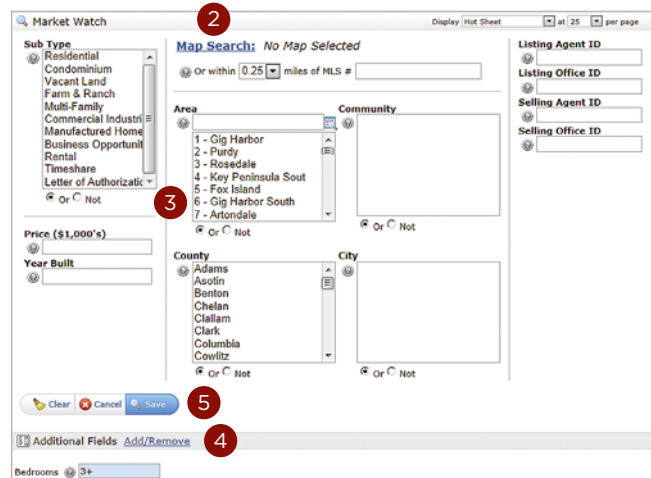 Market Watch
2
Display Hot Sheet at 25 per page
Sub Type
Residential
Condominium
Vacant Land
Farm & Ranch
Multi-Family
Commercial Industri
Manufactured Home
Business Opportunit
Rental
Timeshare
Letter of Authorizatic
Or Not
Price ($1,000's)
Year Built
Map Search: No Map Selected
Or within 0.25 miles of MLS #
Area
1 - Gig Harbor
2 - Purdy
3 - Rosedale
4 - Key Peninsula Sout
5 - Fox Island
6 - Gig Harbor South
7 - Artondale
3
Or Not
Community
Or Not
County
Adams
Asotin
Benton
Chelan
Clallam
Clark
Columbia
Cowlitz
Or Not
City
Or Not
Listing Agent ID
Listing Office ID
Selling Agent ID
Selling Office ID
Clear Cancel Save
5
Additional Fields Add/Remove
4
Bedrooms 3+